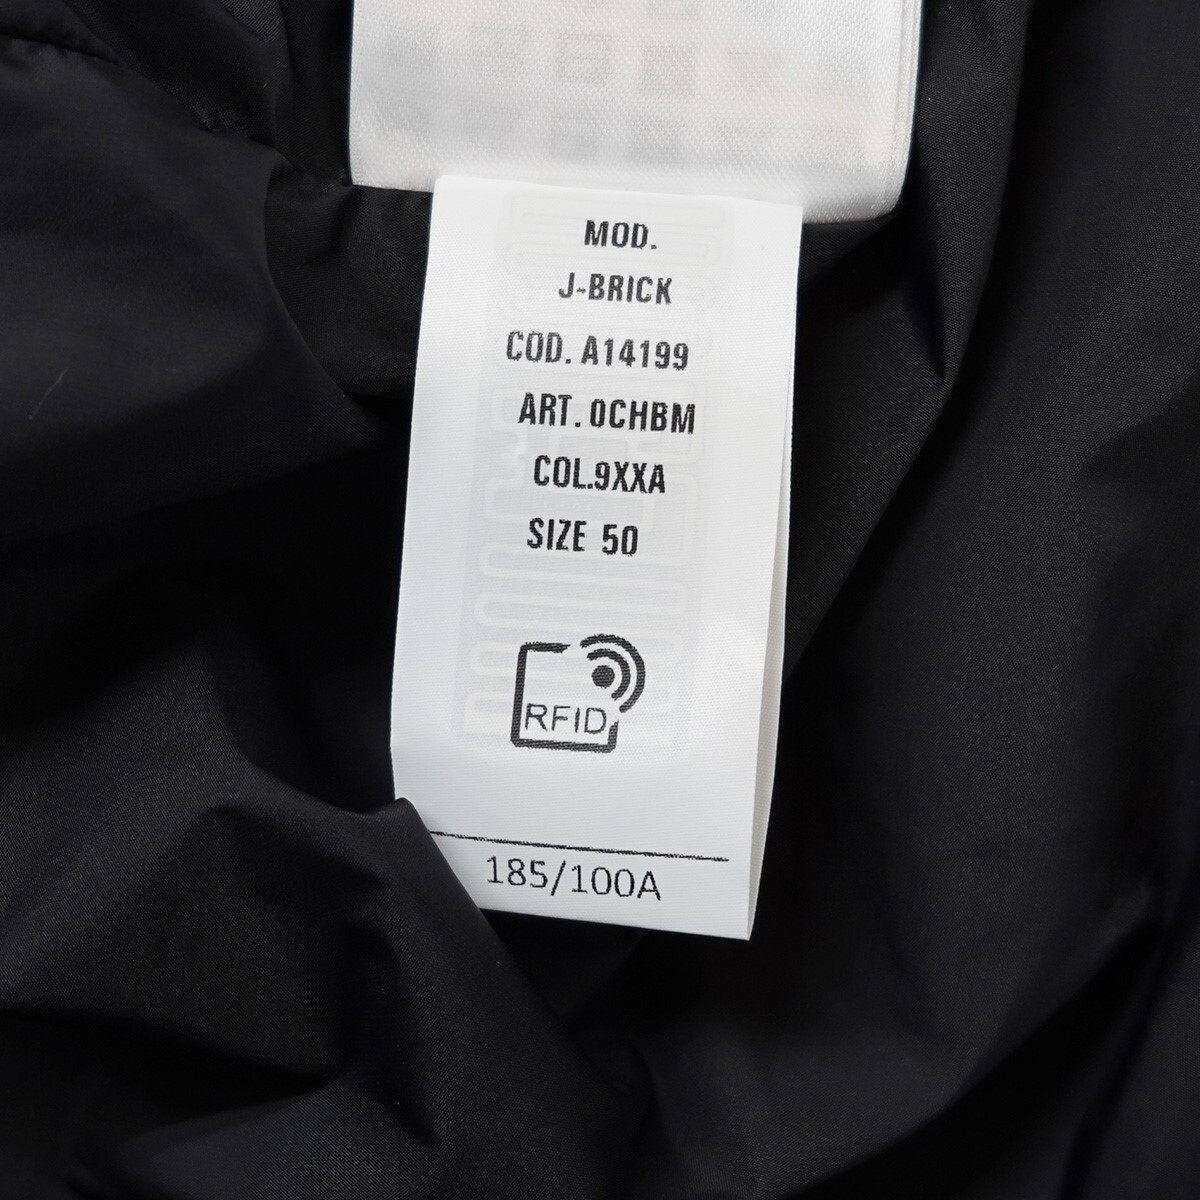 MOD.
J-BRICK
COD. A14199
ART. 0CHBM
COL.9XXA
SIZE 50
RFID
185/100A